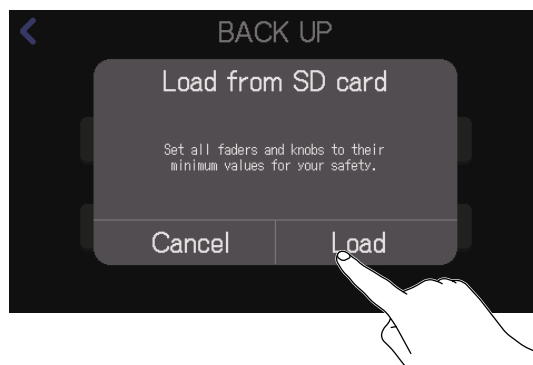 BACK UP
Load from SD card
Set all faders and knobs to their
minimum values for your safety.
Cancel
Load